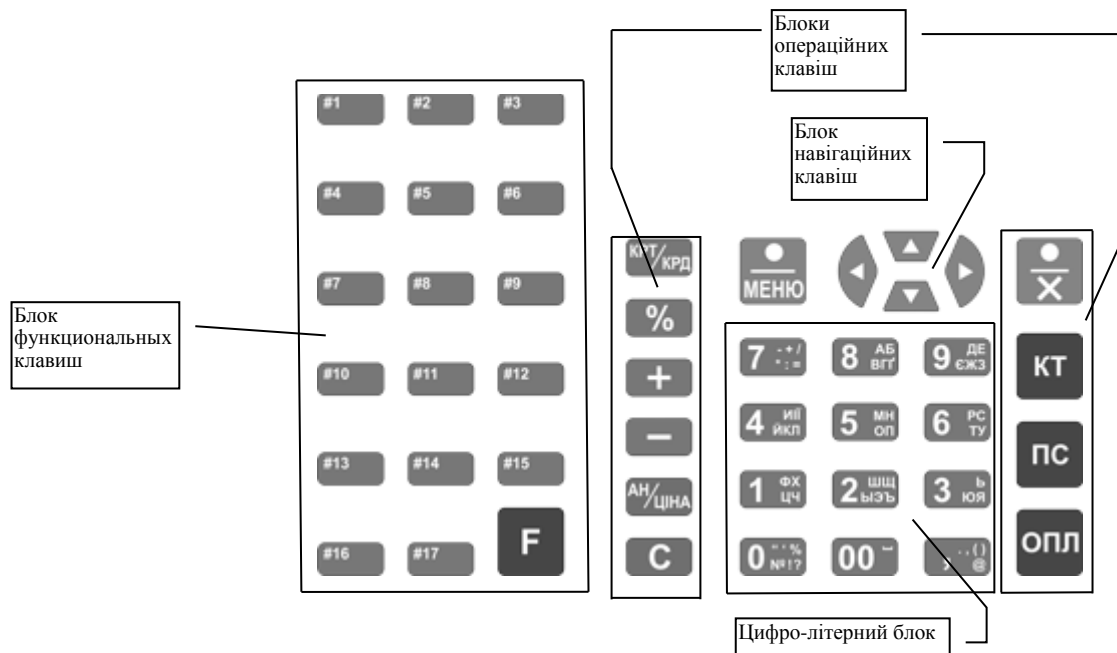 Блоки
операційних
клавіш
Блок
навігаційних
клавіш
Блок
функциональных
клавиш
#1 #2 #3
#4 #5 #6
#7 #8 #9
#10 #11 #12
#13 #14 #15
#16 #17 F
КРТ/КРД
%
+
−
АН/ЦІНА
С
МЕНЮ
7 - + /
* : =
8 АБ
ВГҐ
9 ДЕ
ЄЖЗ
4 ИІЇ
ЙКЛ
5 МН
ОП
6 РС
ТУ
1 ФХ
ЦЧ
2 ШЩ
ЫЭЪ
3 Ь
ЮЯ
0 " ' %
№ ! ?
00
, . , ( )
@
X
КТ
ПС
ОПЛ
Цифро-літерний блок